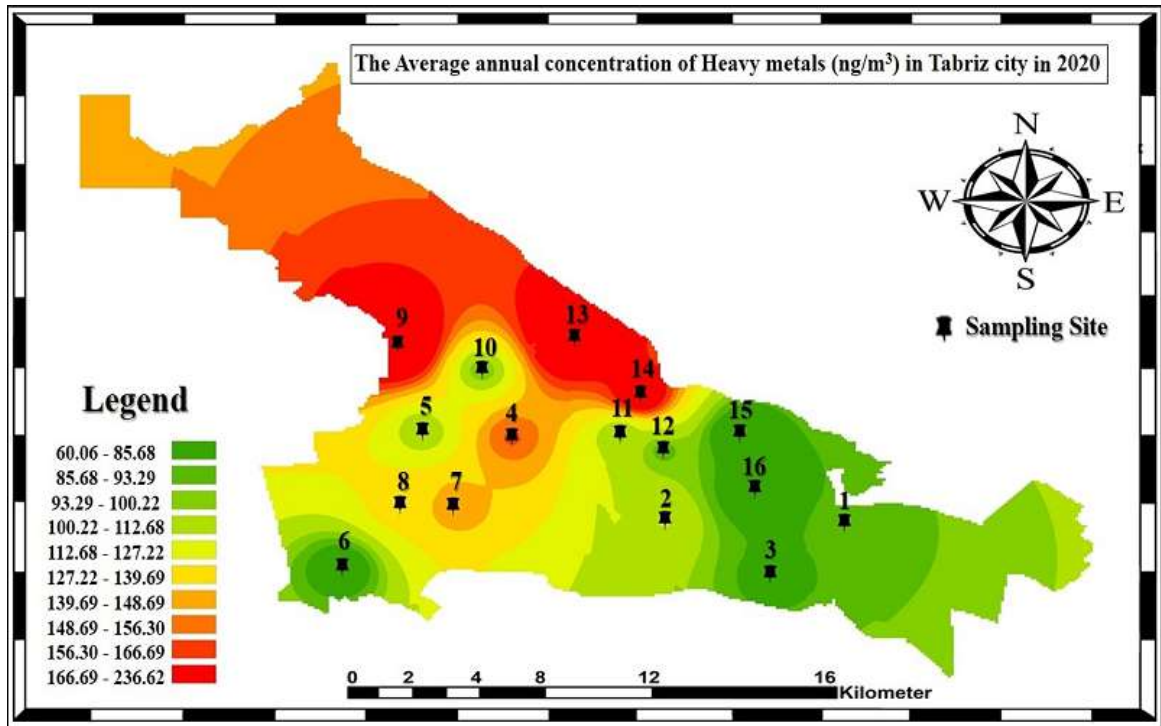 The Average annual concentration of Heavy metals (ng/m³) in Tabriz city in 2020
N
W
E
S
Sampling Site
9
13
10
14
5
4
11
12
15
16
8
7
2
1
6
3
Legend
60.06 - 85.68
85.68 - 93.29
93.29 - 100.22
100.22 - 112.68
112.68 - 127.22
127.22 - 139.69
139.69 - 148.69
148.69 - 156.30
156.30 - 166.69
166.69 - 236.62
0 2 4 8 12 16
Kilometer